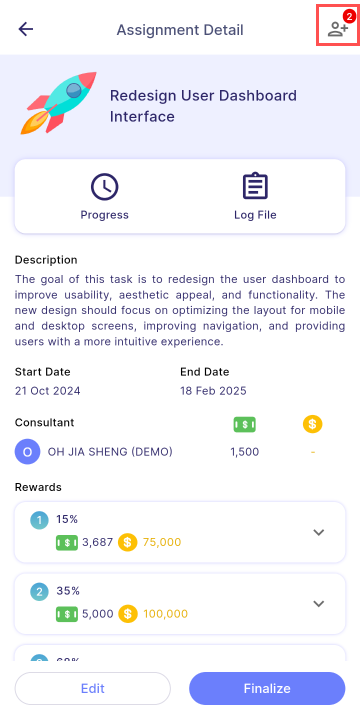 Assignment Detail
2
Redesign User Dashboard
Interface
Progress
Log File
Description
The goal of this task is to redesign the user dashboard to
improve usability, aesthetic appeal, and functionality. The
new design should focus on optimizing the layout for mobile
and desktop screens, improving navigation, and providing
users with a more intuitive experience.
Start Date
End Date
21 Oct 2024
18 Feb 2025
Consultant
$
$
O
OH JIA SHENG (DEMO)
1,500
-
Rewards
1
15%
$
3,687
$
75,000
2
35%
$
5,000
$
100,000
Edit
Finalize